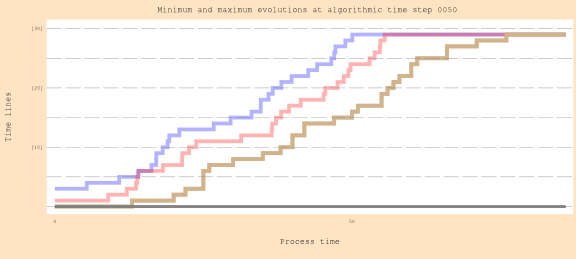 Minimum and maximum evolutions at algorithmic time step 0050
[30]
[20]
[10]
Time lines
0
50
Process time